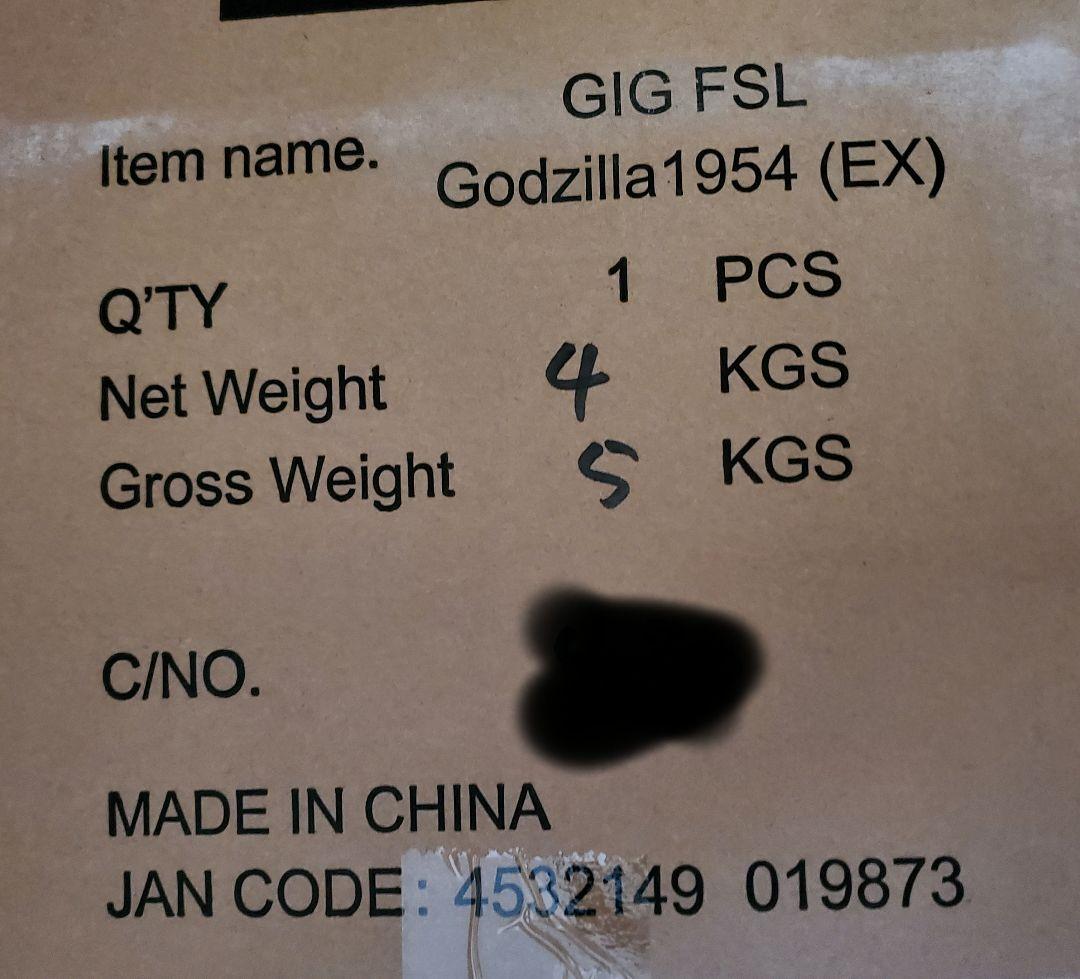 GIG FSL
Item name. Godzilla1954 (EX)
Q'TY 1 PCS
Net Weight 4 KGS
Gross Weight 5 KGS
C/NO.
MADE IN CHINA
JAN CODE: 4532149 019873